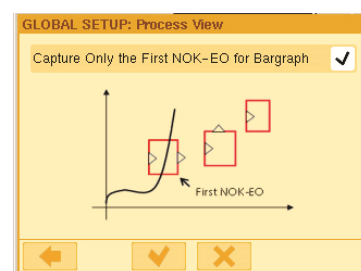 GLOBAL SETUP: Process View
Capture Only the First NOK-EO for Bargraph
First NOK-EO